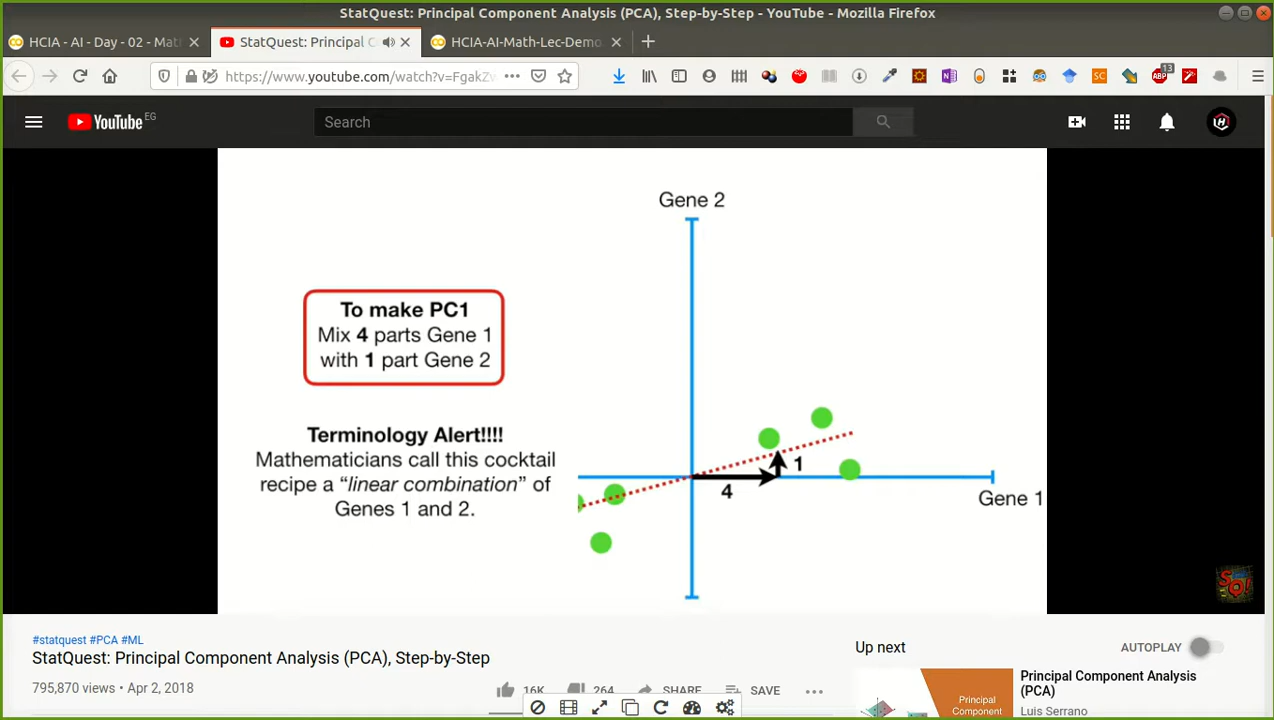 StatQuest: Principal Component Analysis (PCA), Step-by-Step - YouTube - Mozilla Firefox
HCIA - AI - Day - 02 - Mat
StatQuest: Principal C
HCIA-AI-Math-Lec-Demo.
https://www.youtube.com/watch?v=FgakZw
SC
ABP
13
YouTube
EG
Search
Gene 2
To make PC1
Mix 4 parts Gene 1
with 1 part Gene 2
Terminology Alert!!!!
Mathematicians call this cocktail
recipe a “linear combination” of
Genes 1 and 2.
1
4
Gene 1
SQ!
#statquest #PCA #ML
StatQuest: Principal Component Analysis (PCA), Step-by-Step
795,870 views • Apr 2, 2018
16K
264
SHARE
SAVE
Up next
AUTOPLAY
Principal
Component
Principal Component Analysis
(PCA)
Luis Serrano